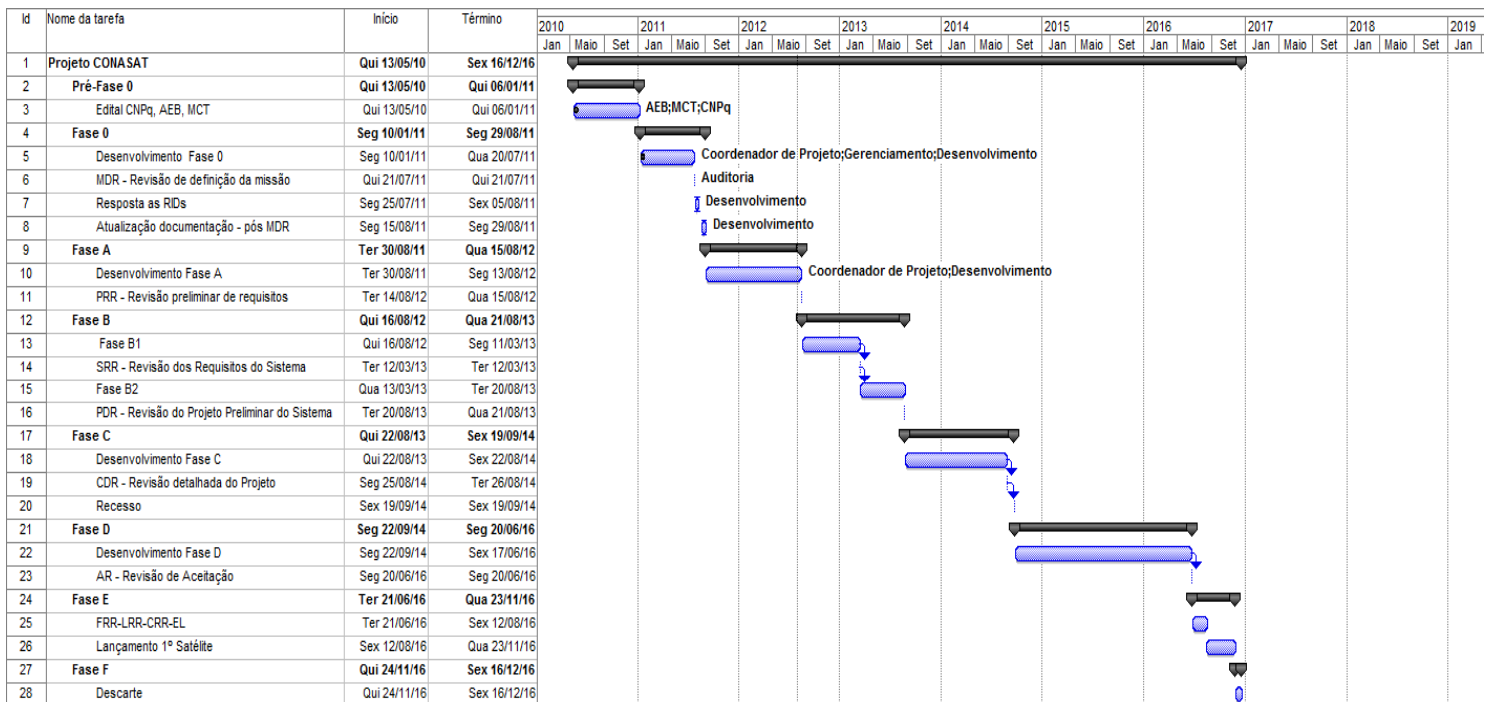 Id Nome da tarefa Início Término
2010 2011 2012 2013 2014 2015 2016 2017 2018 2019
Jan Maio Set Jan Maio Set Jan Maio Set Jan Maio Set Jan Maio Set Jan Maio Set Jan Maio Set Jan Maio Set Jan Maio Set Jan
1 Projeto CONASAT Qui 13/05/10 Sex 16/12/16
2 Pré-Fase 0 Qui 13/05/10 Qui 06/01/11
3 Edital CNPq, AEB, MCT Qui 13/05/10 Qui 06/01/11 AEB;MCT;CNPq
4 Fase 0 Seg 10/01/11 Seg 29/08/11
5 Desenvolvimento Fase 0 Seg 10/01/11 Qua 20/07/11 Coordenador de Projeto;Gerenciamento;Desenvolvimento
6 MDR - Revisão de definição da missão Qui 21/07/11 Qui 21/07/11 Auditoria
7 Resposta as RIDs Seg 25/07/11 Sex 05/08/11 Desenvolvimento
8 Atualização documentação - pós MDR Seg 15/08/11 Seg 29/08/11 Desenvolvimento
9 Fase A Ter 30/08/11 Qua 15/08/12
10 Desenvolvimento Fase A Ter 30/08/11 Seg 13/08/12 Coordenador de Projeto;Desenvolvimento
11 PRR - Revisão preliminar de requisitos Ter 14/08/12 Qua 15/08/12
12 Fase B Qui 16/08/12 Qua 21/08/13
13 Fase B1 Qui 16/08/12 Seg 11/03/13
14 SRR - Revisão dos Requisitos do Sistema Ter 12/03/13 Ter 12/03/13
15 Fase B2 Qua 13/03/13 Ter 20/08/13
16 PDR - Revisão do Projeto Preliminar do Sistema Ter 20/08/13 Qua 21/08/13
17 Fase C Qui 22/08/13 Sex 19/09/14
18 Desenvolvimento Fase C Qui 22/08/13 Sex 22/08/14
19 CDR - Revisão detalhada do Projeto Seg 25/08/14 Ter 26/08/14
20 Recesso Sex 19/09/14 Sex 19/09/14
21 Fase D Seg 22/09/14 Seg 20/06/16
22 Desenvolvimento Fase D Seg 22/09/14 Sex 17/06/16
23 AR - Revisão de Aceitação Seg 20/06/16 Seg 20/06/16
24 Fase E Ter 21/06/16 Qua 23/11/16
25 FRR-LRR-CRR-EL Ter 21/06/16 Sex 12/08/16
26 Lançamento 1º Satélite Sex 12/08/16 Qua 23/11/16
27 Fase F Qui 24/11/16 Sex 16/12/16
28 Descarte Qui 24/11/16 Sex 16/12/16